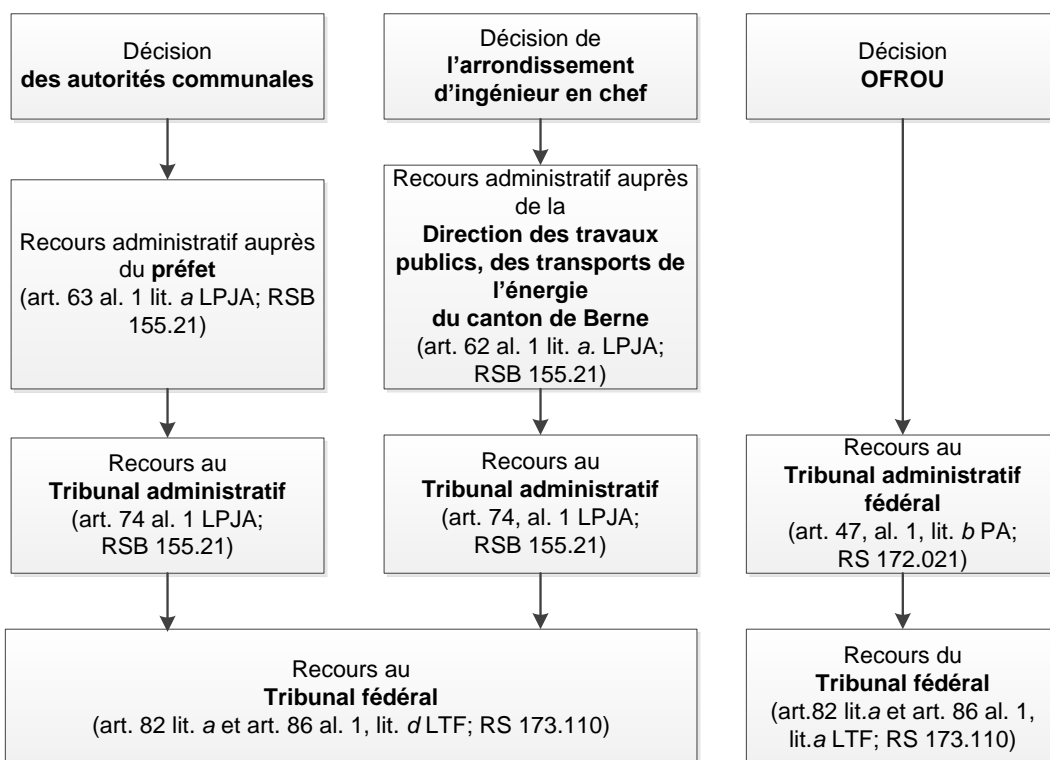 Décision
des autorités communales
Décision de
l'arrondissement
d'ingénieur en chef
Décision
OFROU
Recours administratif auprès
du préfet
(art. 63 al. 1 lit. a LPJA; RSB
155.21)
Recours administratif auprès
de la
Direction des travaux
publics, des transports de
l'énergie
du canton de Berne
(art. 62 al. 1 lit. a. LPJA;
RSB 155.21)
Recours au
Tribunal administratif
(art. 74 al. 1 LPJA;
RSB 155.21)
Recours au
Tribunal administratif
(art. 74, al. 1 LPJA;
RSB 155.21)
Recours au
Tribunal administratif
fédéral
(art. 47, al. 1, lit. b PA;
RS 172.021)
Recours au
Tribunal fédéral
(art. 82 lit. a et art. 86 al. 1, lit. d LTF; RS 173.110)
Recours du
Tribunal fédéral
(art.82 lit.a et art. 86 al. 1,
lit.a LTF; RS 173.110)